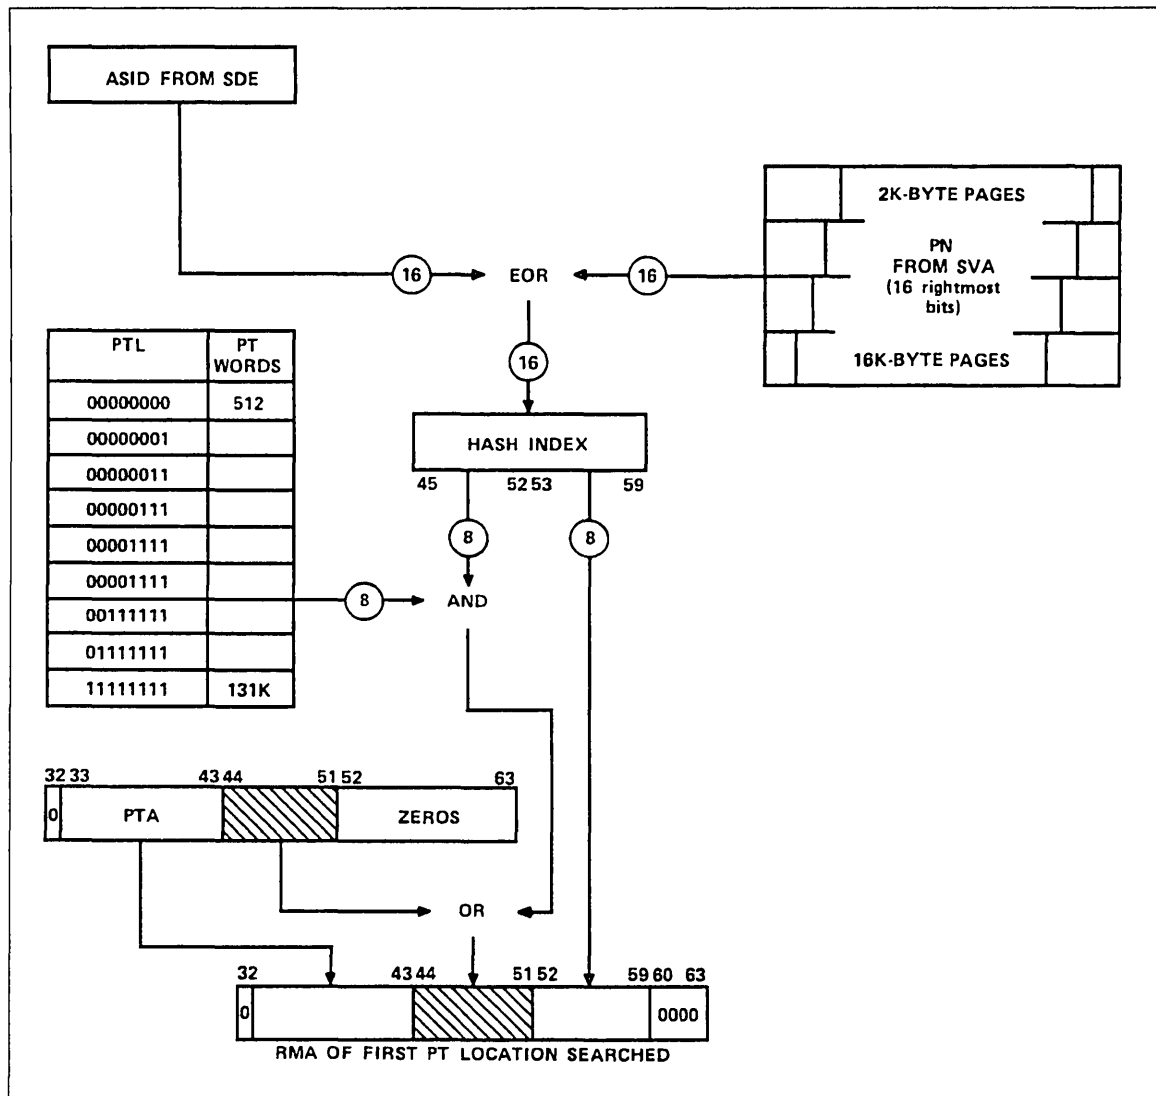 ASID FROM SDE
2K-BYTE PAGES
PN
FROM SVA
(16 rightmost
bits)
16K-BYTE PAGES
16
EOR
16
16
PTL PT
WORDS
00000000 512
00000001
00000011
00000111
00001111
00001111
00111111
01111111
11111111 131K
HASH INDEX
45 52 53 59
8 8
8
AND
32 33 43 44 51 52 63
0 PTA ZEROS
OR
32 43 44 51 52 59 60 63
0 0000
RMA OF FIRST PT LOCATION SEARCHED